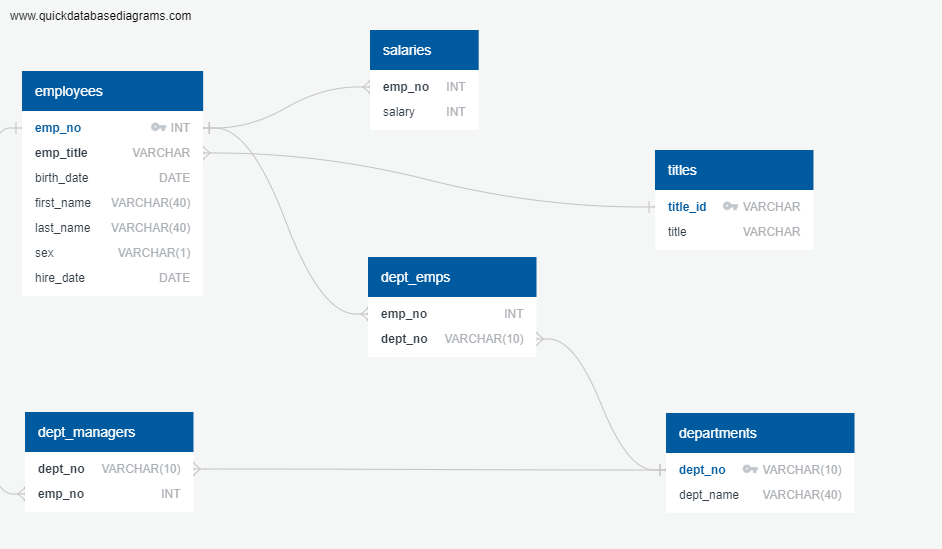 www.quickdatabasediagrams.com
employees
emp_no INT
emp_title VARCHAR
birth_date DATE
first_name VARCHAR(40)
last_name VARCHAR(40)
sex VARCHAR(1)
hire_date DATE
salaries
emp_no INT
salary INT
titles
title_id VARCHAR
title VARCHAR
dept_emps
emp_no INT
dept_no VARCHAR(10)
dept_managers
dept_no VARCHAR(10)
emp_no INT
departments
dept_no VARCHAR(10)
dept_name VARCHAR(40)